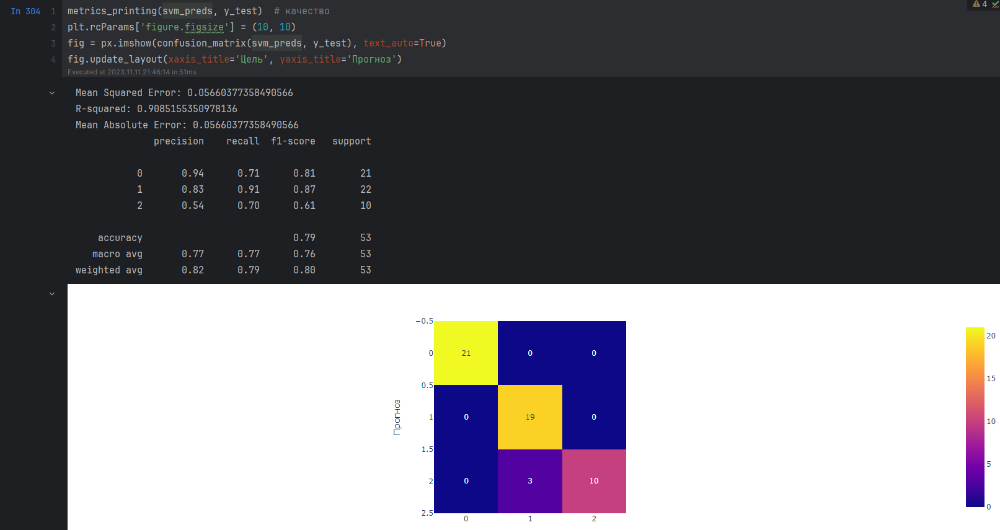 In 304 1 metrics_printing(svm_preds, y_test)  # качество
2 plt.rcParams['figure.figsize'] = (10, 10)
3 fig = px.imshow(confusion_matrix(svm_preds, y_test), text_auto=True)
4 fig.update_layout(xaxis_title='Цель', yaxis_title='Прогноз')
Executed at 2023.11.11 21:46:14 in 51ms
4
Mean Squared Error: 0.05660377358490566
R-squared: 0.9085155350978136
Mean Absolute Error: 0.05660377358490566
precision recall f1-score support
0 0.94 0.71 0.81 21
1 0.83 0.91 0.87 22
2 0.54 0.70 0.61 10
accuracy 0.79 53
macro avg 0.77 0.77 0.76 53
weighted avg 0.82 0.79 0.80 53
−0.5
0 21 0 0
0.5
Прогноз
1 0 19 0
1.5
2 0 3 10
2.5
0 1 2
20
15
10
5
0